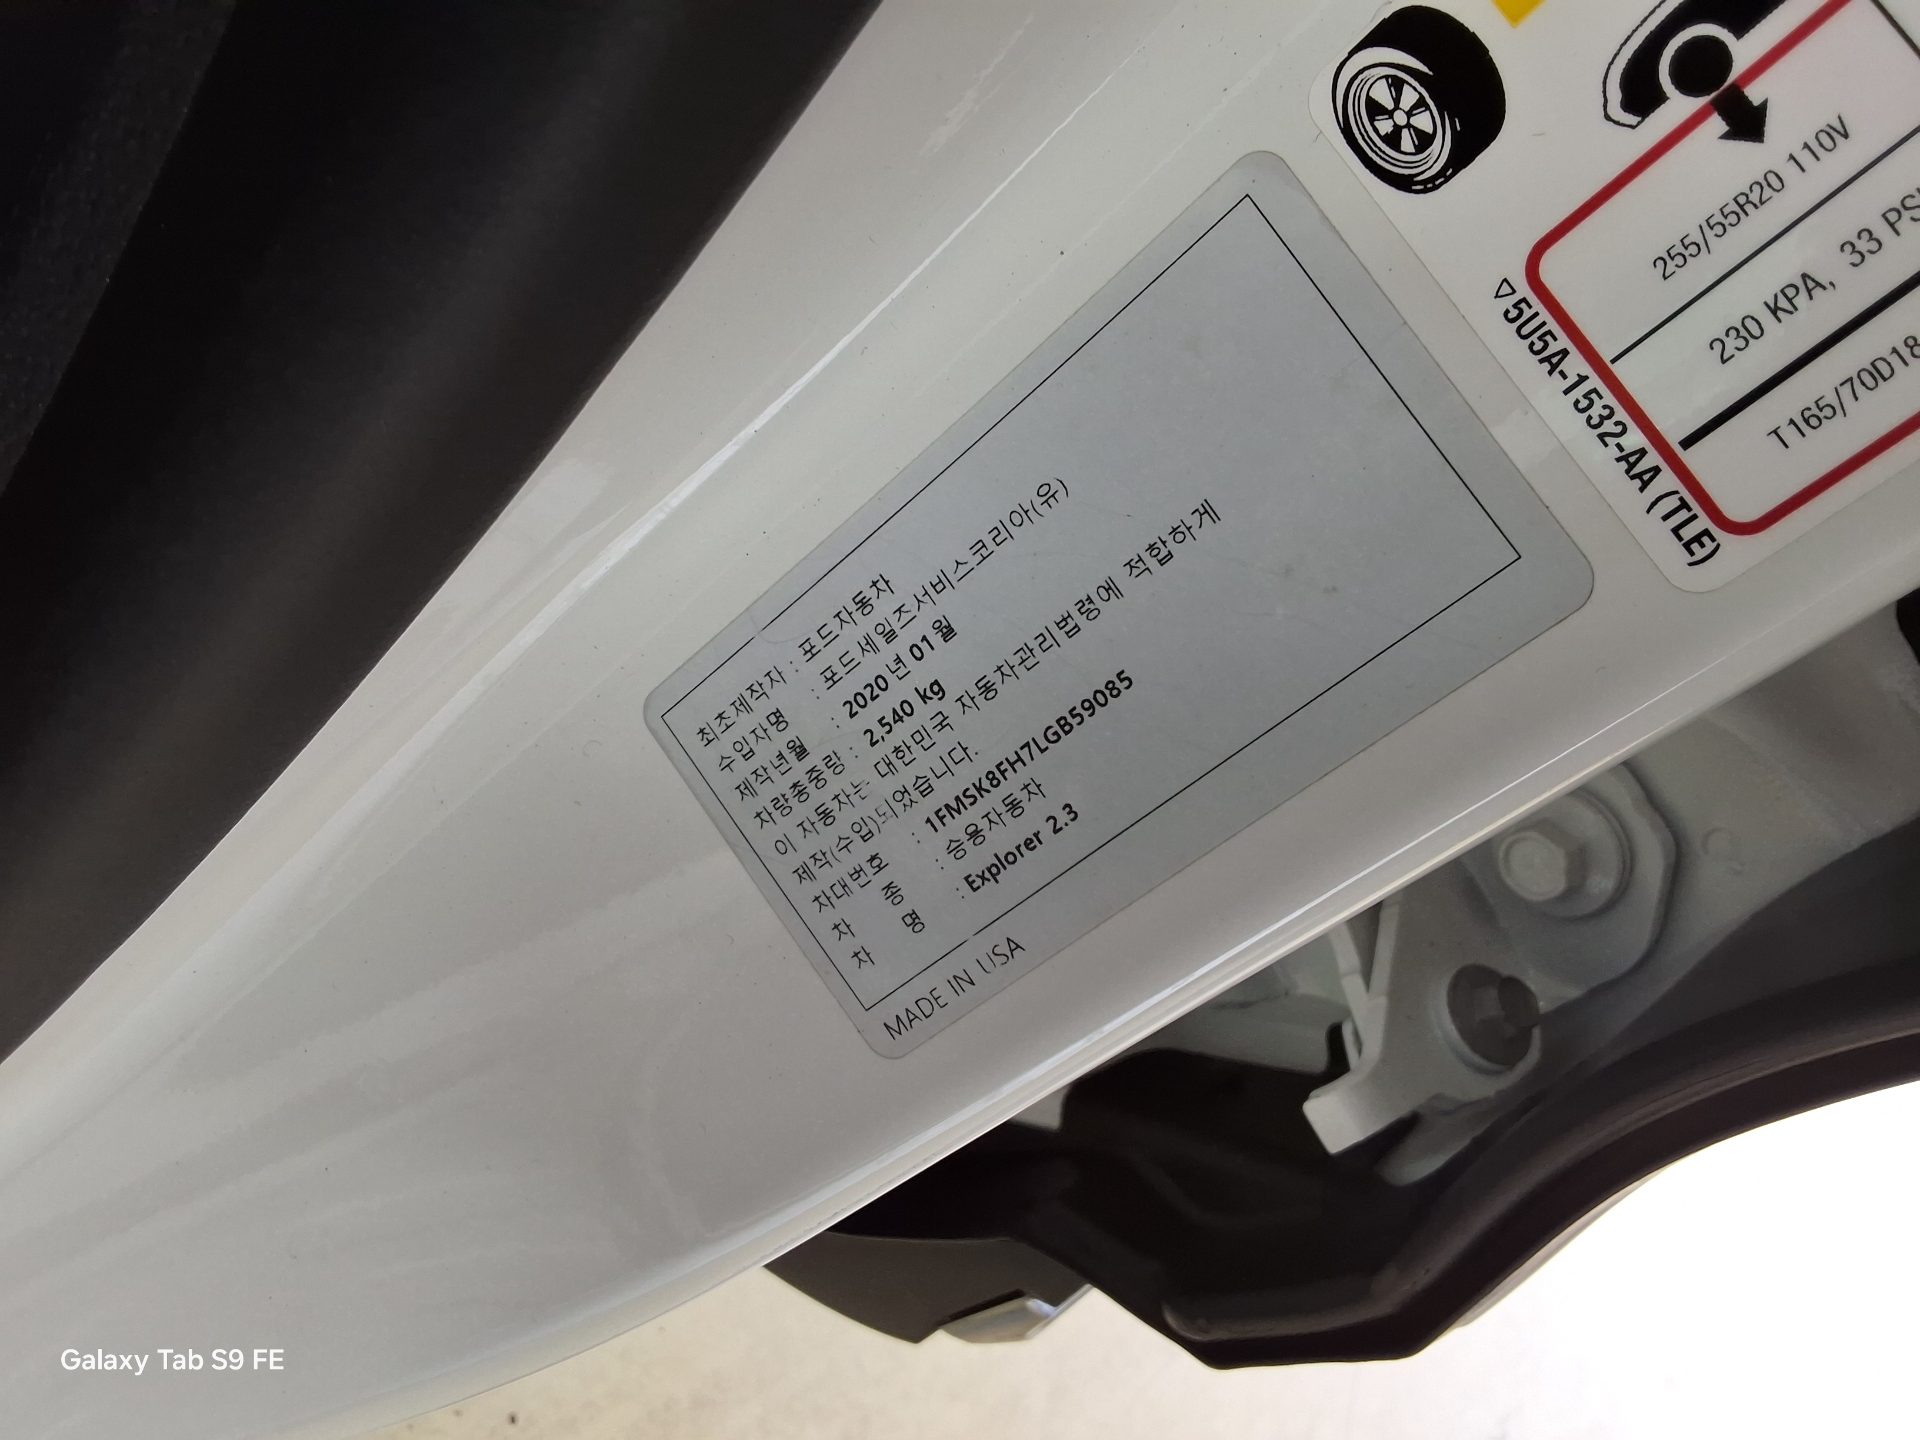 최초제작자 : 포드자동차
수입자명 : 포드세일즈서비스코리아(유)
제작년월 : 2020 년 01 월
차량총중량 : 2,540 kg
이 자동차는 대한민국 자동차관리법령에 적합하게
제작(수입)되었습니다.
차대번호 : 1FMSK8FH7LGB59085
차 종 : 승용자동차
차 명 : Explorer 2.3
MADE IN USA
255/55R20 110V
230 KPA, 33 PSI
T165/70D18
▽5U5A-1532-AA (TLE)
Galaxy Tab S9 FE